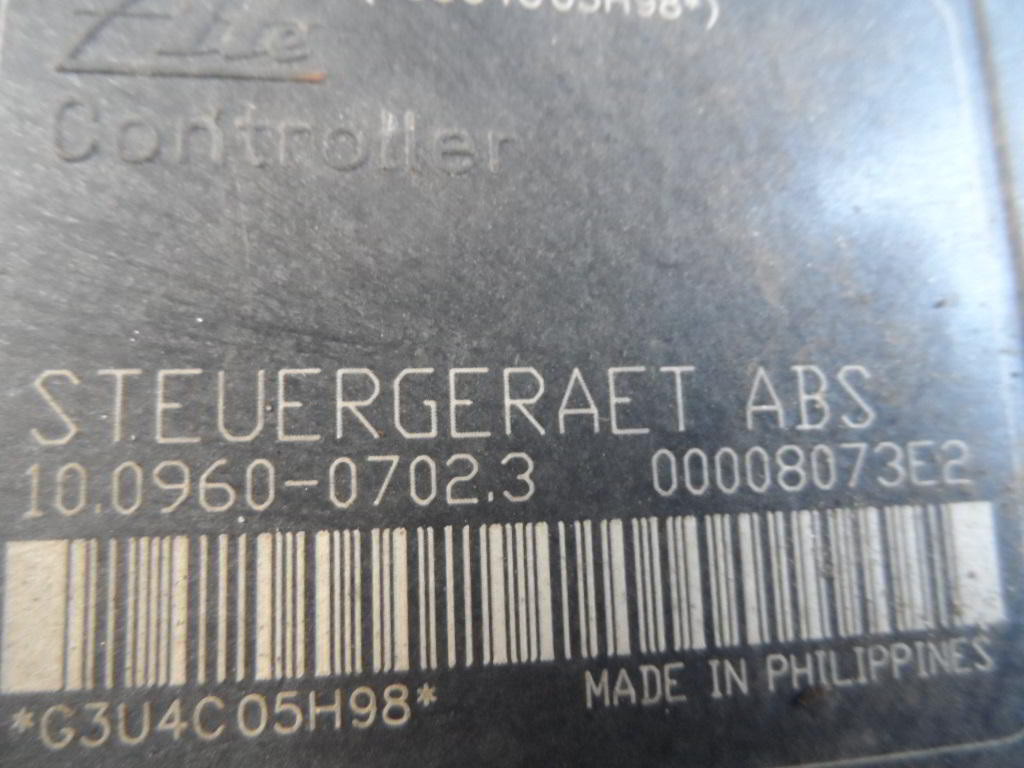 Controller
STEUERGERAET ABS
10.0960-0702.3 00008073E2
*G3U4C05H98*
MADE IN PHILIPPINES